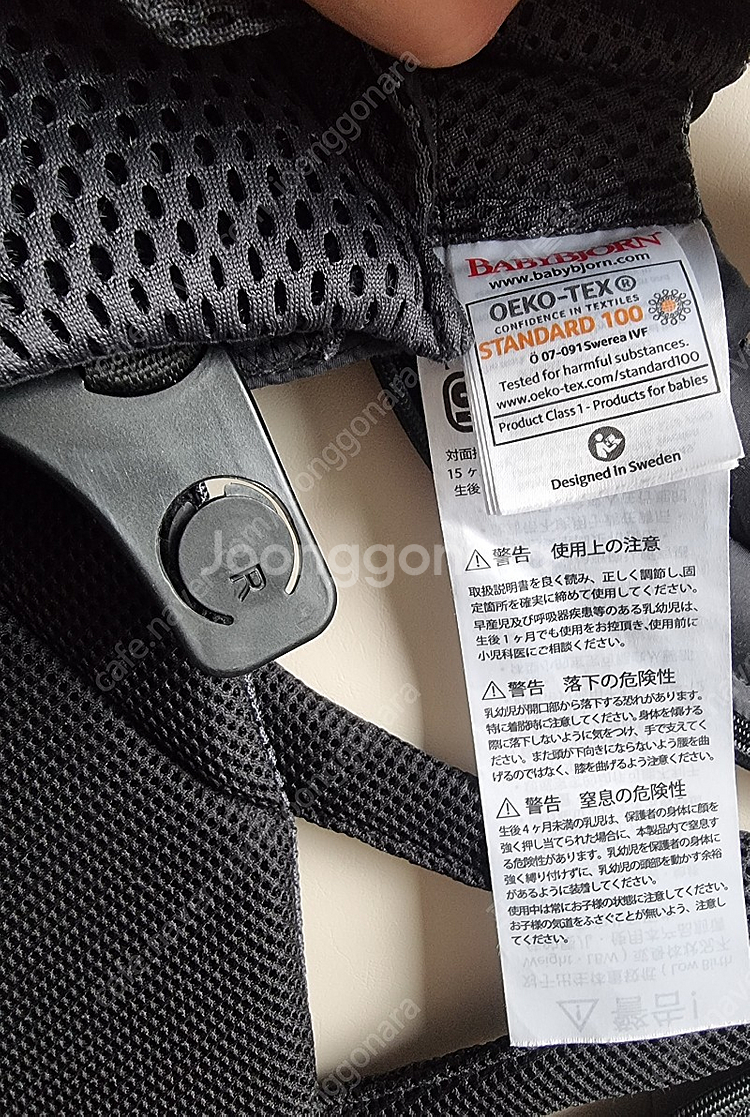 BABYBJÖRN
www.babybjorn.com
OEKO-TEX®
CONFIDENCE IN TEXTILES
STANDARD 100
Ö 07-091 Swerea IVF
Tested for harmful substances.
www.oeko-tex.com/standard100
Product Class 1 - Products for babies
Designed in Sweden
対面
15ヶ
生後
警告 使用上の注意
取扱説明書を良く読み、正しく調節し、固
定箇所を確実に締めて使用してください。
早産児及び呼吸器疾患等のある乳幼児は、
生後1ヶ月でも使用をお控頂き、使用前に
小児科医にご相談ください。
警告 落下の危険性
乳幼児が開口部から落下する恐れがあります。
特に着脱時に注意してください。身体を傾ける
際に落下しないように気をつけ、手で支えてく
ださい。また頭が下向きにならないよう腰を曲
げるのではなく、膝を曲げるよう注意ください。
警告 窒息の危険性
生後4ヶ月未満の乳児は、保護者の身体に顔を
強く押し当てられた場合に、本製品内で窒息す
る危険性があります。乳幼児を保護者の身体に
強く縛り付けずに、乳幼児の頭部を動かす余裕
があるように装着してください。
使用中は常にお子様の状態に注意してください。
お子様の気道をふさぐことが無いよう、注意し
てください。
R
Joonggonara
cafe.naver.com/joonggonara